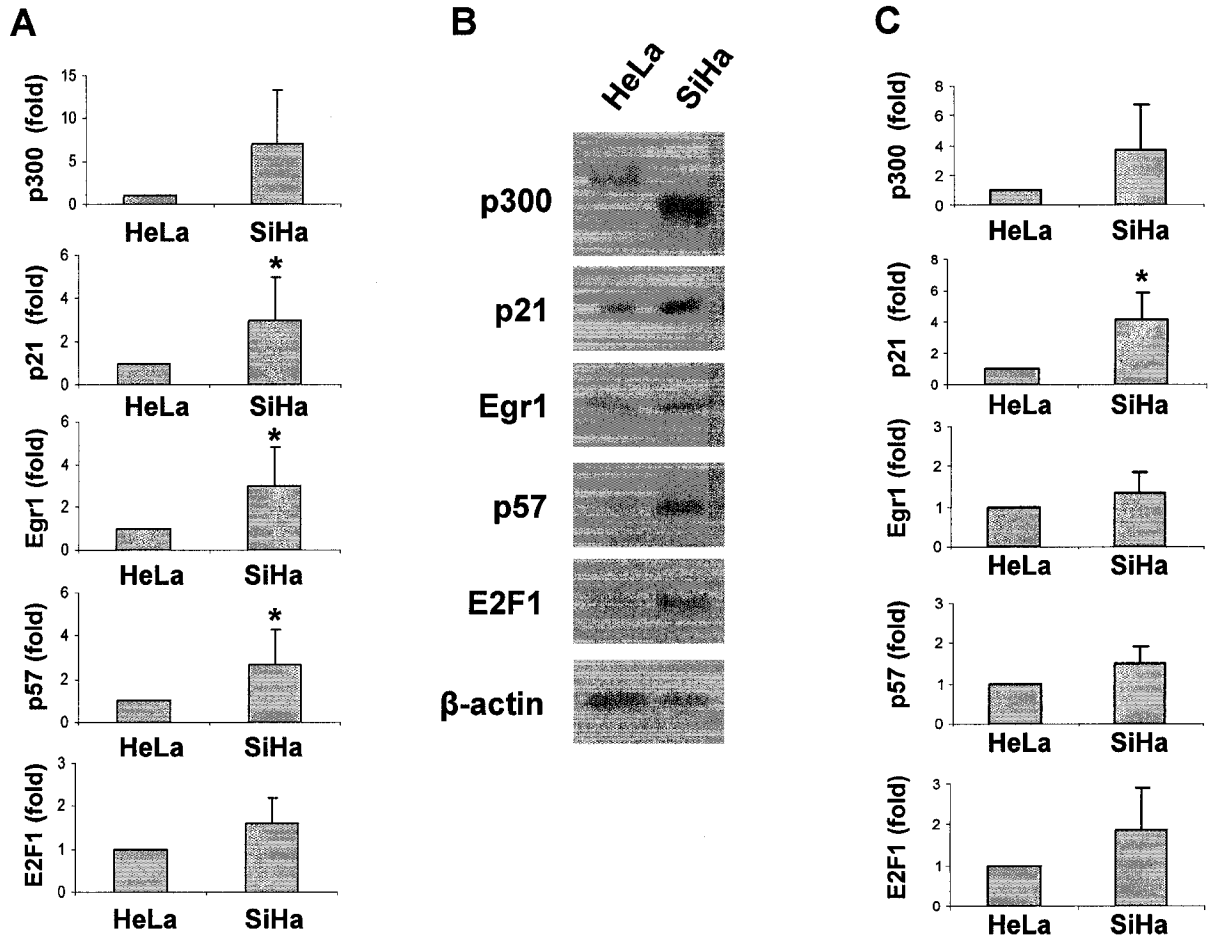 A
p300 (fold)
15
10
5
0
HeLa SiHa
p21 (fold)
6
4
2
0
*
HeLa SiHa
Egr1 (fold)
6
4
2
0
*
HeLa SiHa
p57 (fold)
6
4
2
0
*
HeLa SiHa
E2F1 (fold)
3
2
1
0
HeLa SiHa
B
HeLa SiHa
p300
p21
Egr1
p57
E2F1
β-actin
C
p300 (fold)
8
6
4
2
0
HeLa SiHa
p21 (fold)
8
6
4
2
0
*
HeLa SiHa
Egr1 (fold)
3
2
1
0
HeLa SiHa
p57 (fold)
3
2
1
0
HeLa SiHa
E2F1 (fold)
3
2
1
0
HeLa SiHa